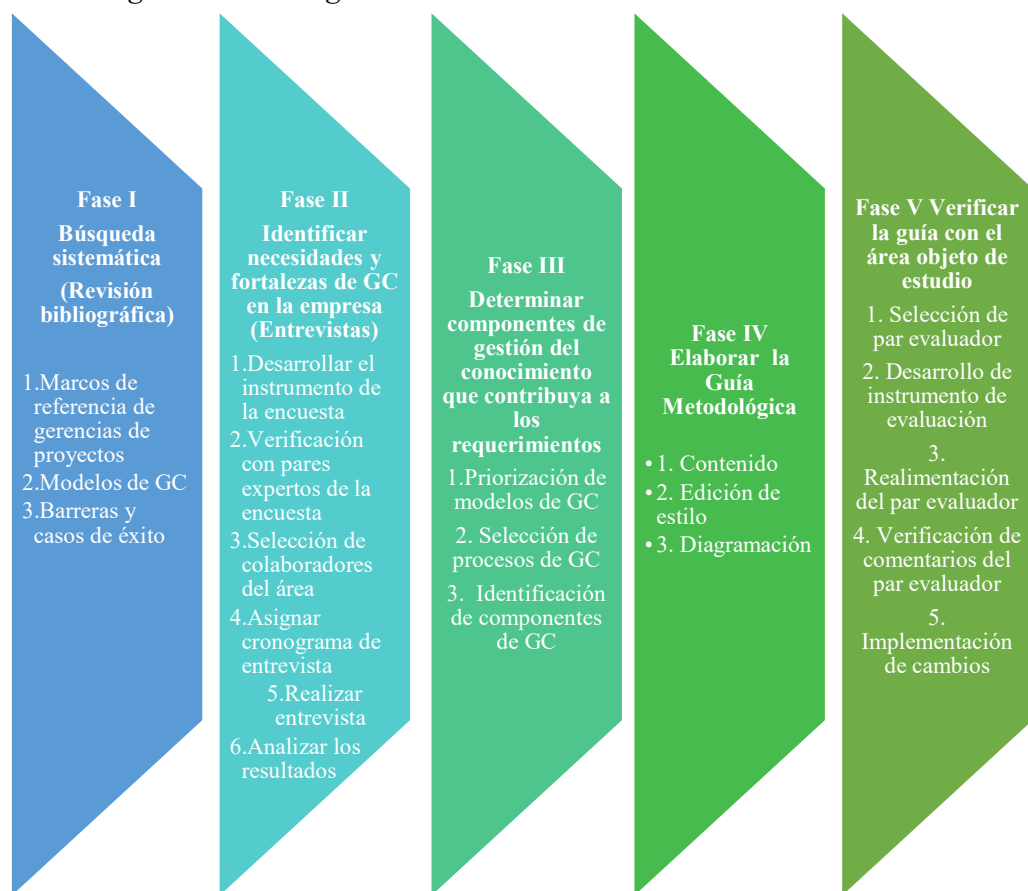 Fase I
Búsqueda
sistemática
(Revisión
bibliográfica)
1.Marcos de
referencia de
gerencias de
proyectos
2.Modelos de GC
3.Barreras y
casos de éxito
Fase II
Identificar
necesidades y
fortalezas de GC
en la empresa
(Entrevistas)
1.Desarrollar el
instrumento de
la encuesta
2.Verificación
con pares
expertos de la
encuesta
3.Selección de
colaboradores
del área
4.Asignar
cronograma de
entrevista
5.Realizar
entrevista
6.Analizar los
resultados
Fase III
Determinar
componentes de
gestión del
conocimiento
que contribuya a
los
requerimientos
1.Priorización de
modelos de GC
2. Selección de
procesos de GC
3. Identificación
de componentes
de GC
Fase IV
Elaborar la
Guía
Metodológica
• 1. Contenido
• 2. Edición de
estilo
• 3. Diagramación
Fase V Verificar
la guía con el
área objeto de
estudio
1. Selección de
par evaluador
2. Desarrollo de
instrumento de
evaluación
3.
Realimentación
del par evaluador
4. Verificación de
comentarios del
par evaluador
5.
Implementación
de cambios